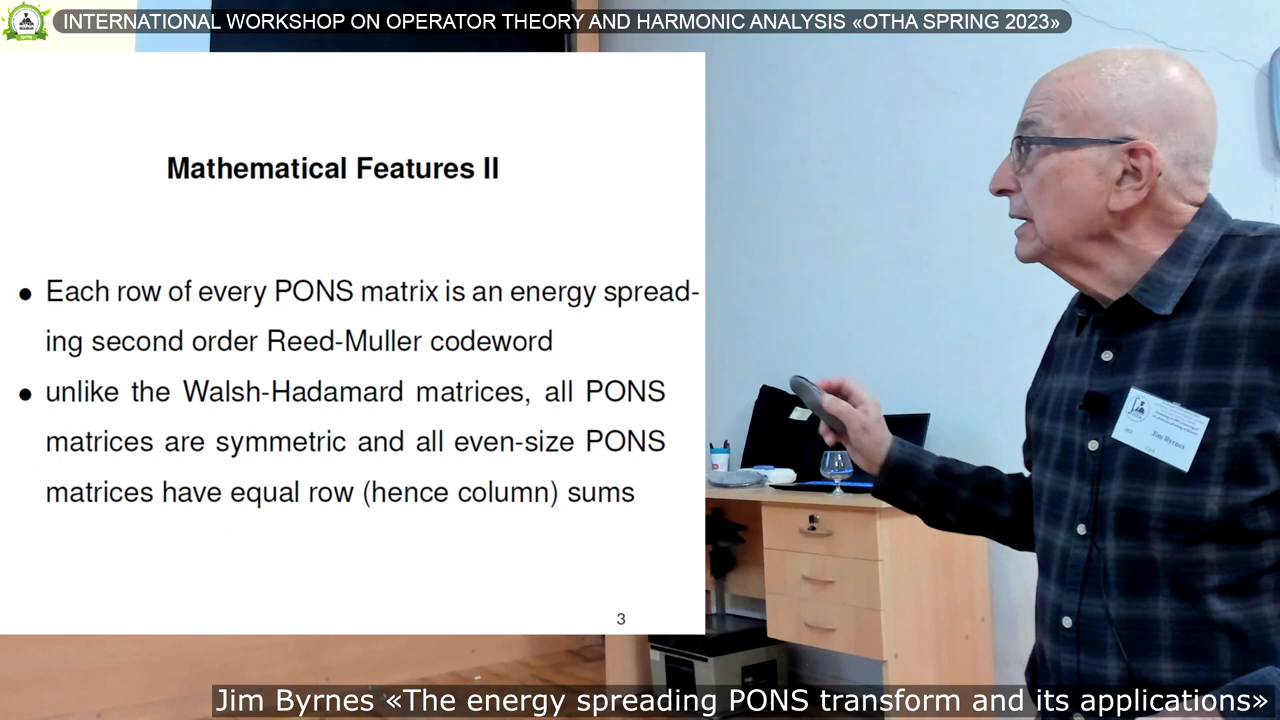 INTERNATIONAL WORKSHOP ON OPERATOR THEORY AND HARMONIC ANALYSIS «OTHA SPRING 2023»
Mathematical Features II
● Each row of every PONS matrix is an energy spread-
ing second order Reed-Muller codeword
● unlike the Walsh-Hadamard matrices, all PONS
matrices are symmetric and all even-size PONS
matrices have equal row (hence column) sums
3
Jim Byrnes
Jim Byrnes «The energy spreading PONS transform and its applications»